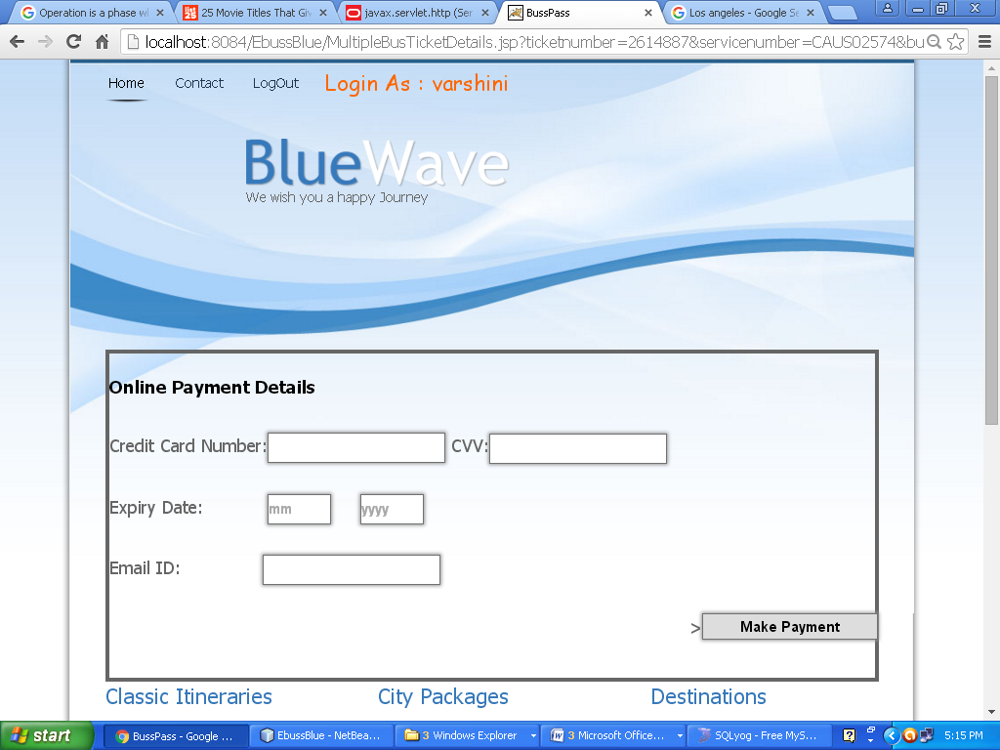 Operation is a phase wh
25 Movie Titles That Giv
javax.servlet.http (Ser
BussPass
Los angeles - Google Se
localhost:8084/EbussBlue/MultipleBusTicketDetails.jsp?ticketnumber=2614887&servicenumber=CAUS02574&bu
Home Contact LogOut Login As : varshini
BlueWave
We wish you a happy Journey
Online Payment Details
Credit Card Number: CVV:
Expiry Date: mm yyyy
Email ID:
> Make Payment
Classic Itineraries City Packages Destinations
start BussPass - Google ... EbussBlue - NetBea... 3 Windows Explorer 3 Microsoft Office... SQLyog - Free MyS... 5:15 PM